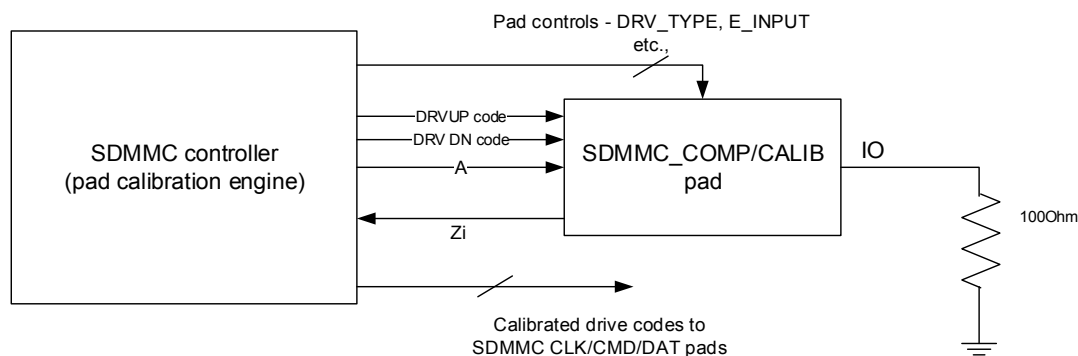 Pad controls - DRV_TYPE, E_INPUT
etc.,
SDMMC controller
(pad calibration engine)
DRVUP code
DRV DN code
A
Zi
SDMMC_COMP/CALIB
pad
IO
100Ohm
Calibrated drive codes to
SDMMC CLK/CMD/DAT pads